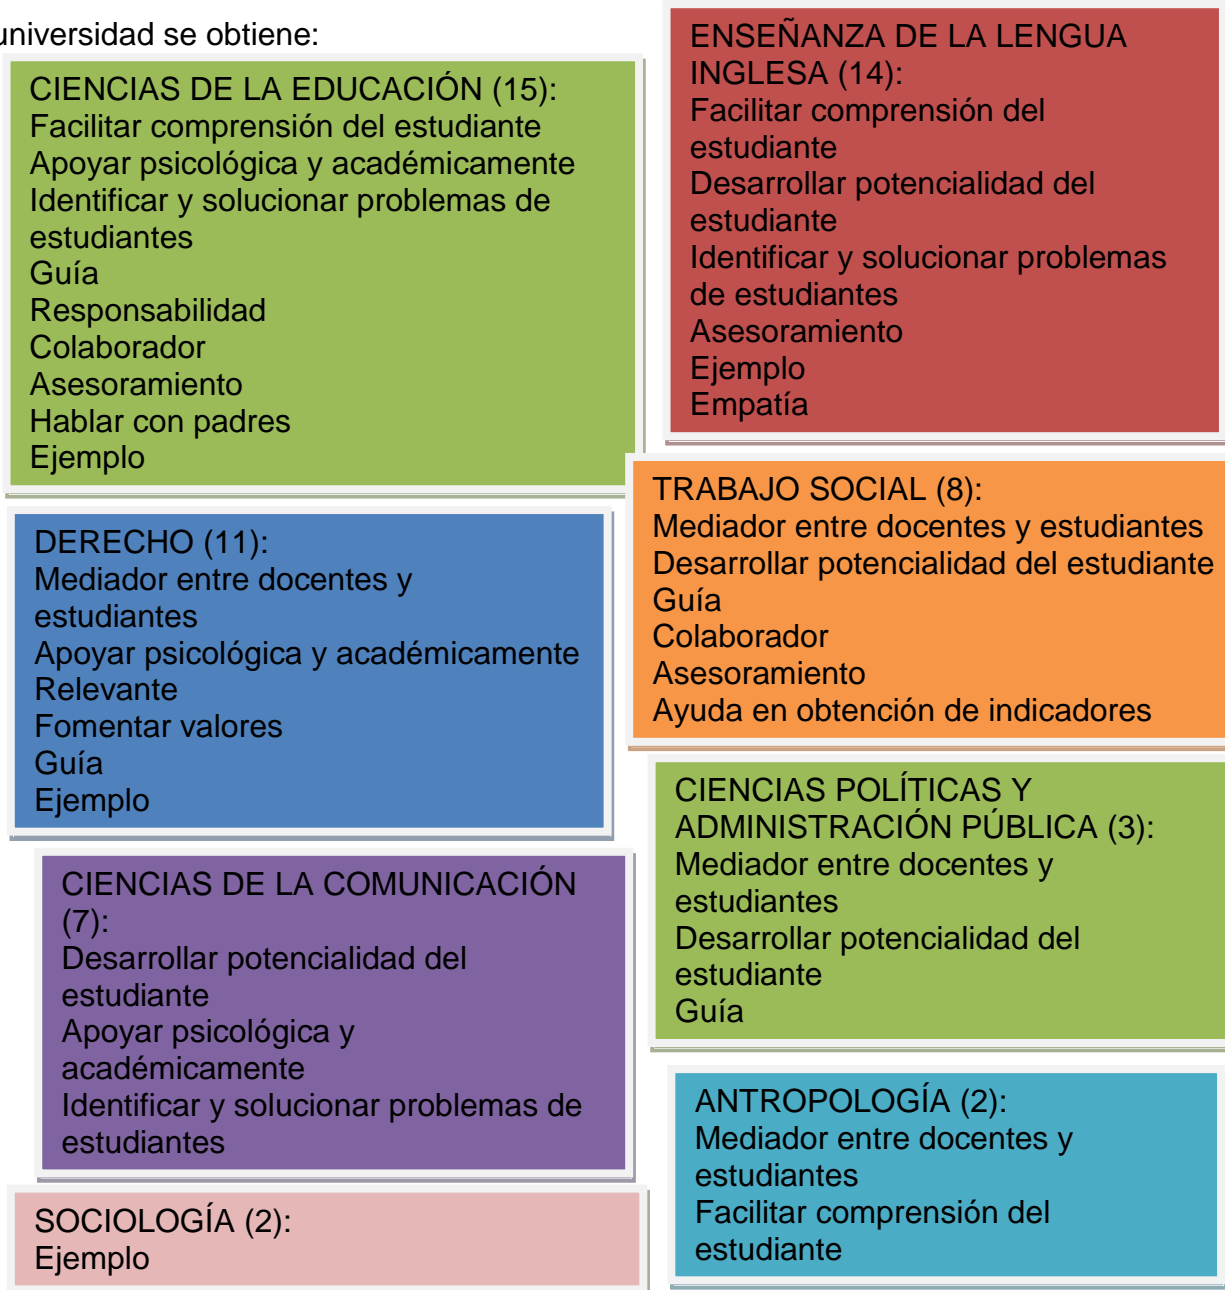 universidad se obtiene:
CIENCIAS DE LA EDUCACIÓN (15):
Facilitar comprensión del estudiante
Apoyar psicológica y académicamente
Identificar y solucionar problemas de
estudiantes
Guía
Responsabilidad
Colaborador
Asesoramiento
Hablar con padres
Ejemplo
ENSEÑANZA DE LA LENGUA
INGLESA (14):
Facilitar comprensión del
estudiante
Desarrollar potencialidad del
estudiante
Identificar y solucionar problemas
de estudiantes
Asesoramiento
Ejemplo
Empatía
DERECHO (11):
Mediador entre docentes y
estudiantes
Apoyar psicológica y académicamente
Relevante
Fomentar valores
Guía
Ejemplo
TRABAJO SOCIAL (8):
Mediador entre docentes y estudiantes
Desarrollar potencialidad del estudiante
Guía
Colaborador
Asesoramiento
Ayuda en obtención de indicadores
CIENCIAS DE LA COMUNICACIÓN
(7):
Desarrollar potencialidad del
estudiante
Apoyar psicológica y
académicamente
Identificar y solucionar problemas de
estudiantes
CIENCIAS POLÍTICAS Y
ADMINISTRACIÓN PÚBLICA (3):
Mediador entre docentes y
estudiantes
Desarrollar potencialidad del
estudiante
Guía
SOCIOLOGÍA (2):
Ejemplo
ANTROPOLOGÍA (2):
Mediador entre docentes y
estudiantes
Facilitar comprensión del
estudiante